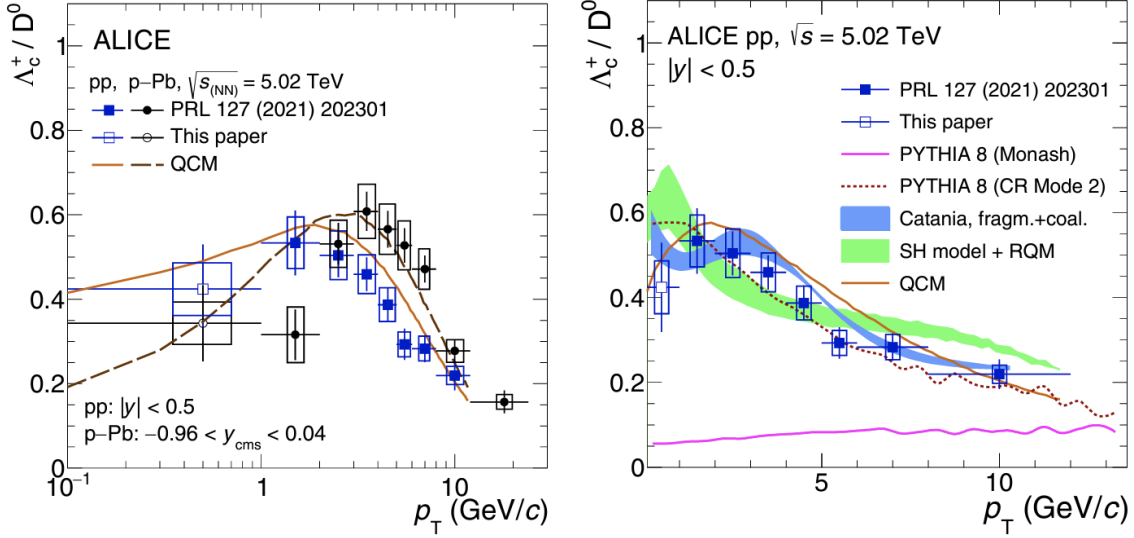 Λc+ / D0
1
0.8
0.6
0.4
0.2
0
ALICE
pp, p−Pb, √s(NN) = 5.02 TeV
PRL 127 (2021) 202301
This paper
QCM
pp: |y| < 0.5
p−Pb: −0.96 < ycms < 0.04
10−1
1
10
pT (GeV/c)
Λc+ / D0
1
0.8
0.6
0.4
0.2
0
ALICE pp, √s = 5.02 TeV
|y| < 0.5
PRL 127 (2021) 202301
This paper
PYTHIA 8 (Monash)
PYTHIA 8 (CR Mode 2)
Catania, fragm.+coal.
SH model + RQM
QCM
5
10
pT (GeV/c)